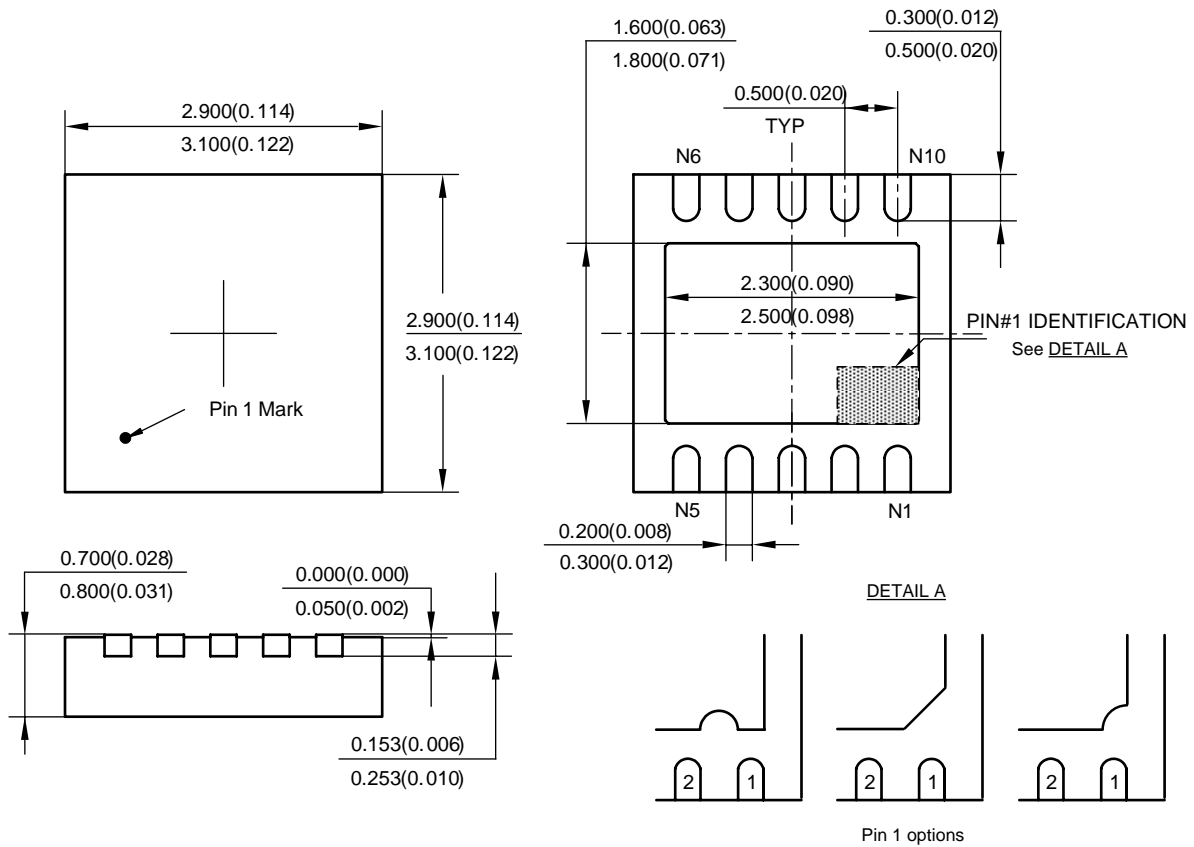 1.600(0.063)
1.800(0.071)
0.300(0.012)
0.500(0.020)
0.500(0.020)
TYP
2.900(0.114)
3.100(0.122)
N6
N10
2.900(0.114)
3.100(0.122)
2.300(0.090)
2.500(0.098)
PIN#1 IDENTIFICATION
See DETAIL A
Pin 1 Mark
N5
N1
0.200(0.008)
0.300(0.012)
0.700(0.028)
0.800(0.031)
0.000(0.000)
0.050(0.002)
0.153(0.006)
0.253(0.010)
DETAIL A
2 1
2 1
2 1
Pin 1 options